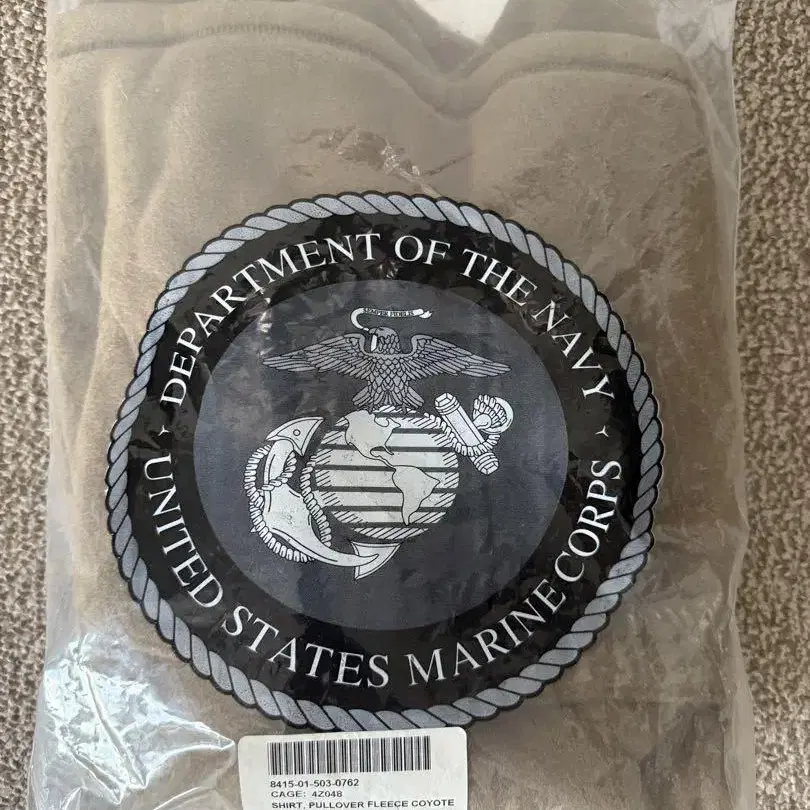 DEPARTMENT OF THE NAVY
SEMPER FIDELIS
UNITED STATES MARINE CORPS
8415-01-503-0762
CAGE: 4Z048
SHIRT, PULLOVER FLEECE COYOTE